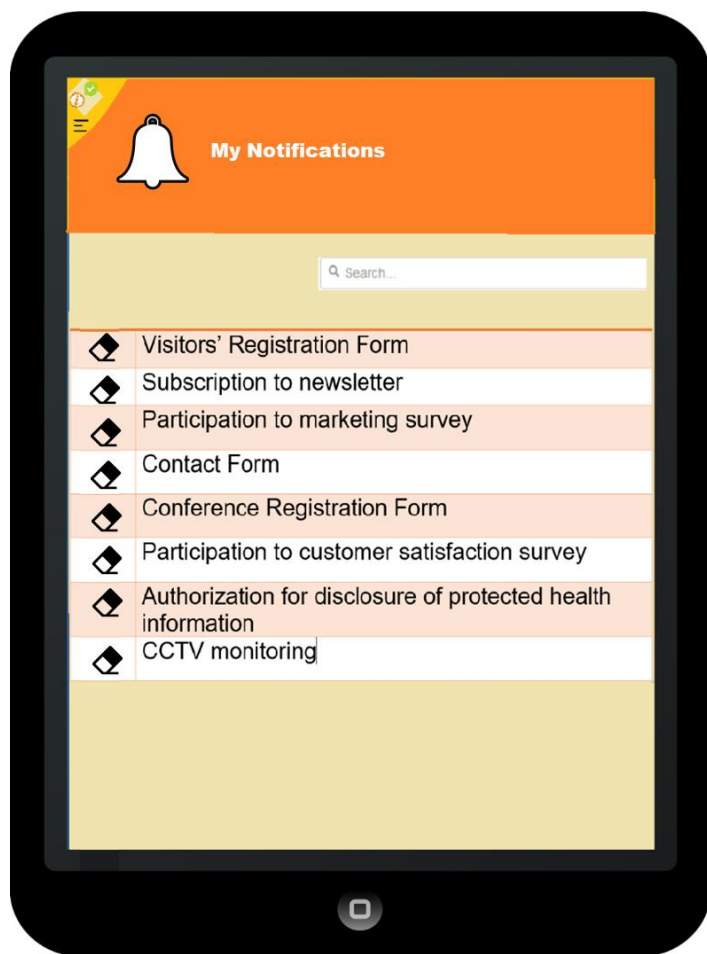 My Notifications
Search...
Visitors’ Registration Form
Subscription to newsletter
Participation to marketing survey
Contact Form
Conference Registration Form
Participation to customer satisfaction survey
Authorization for disclosure of protected health
information
CCTV monitoring